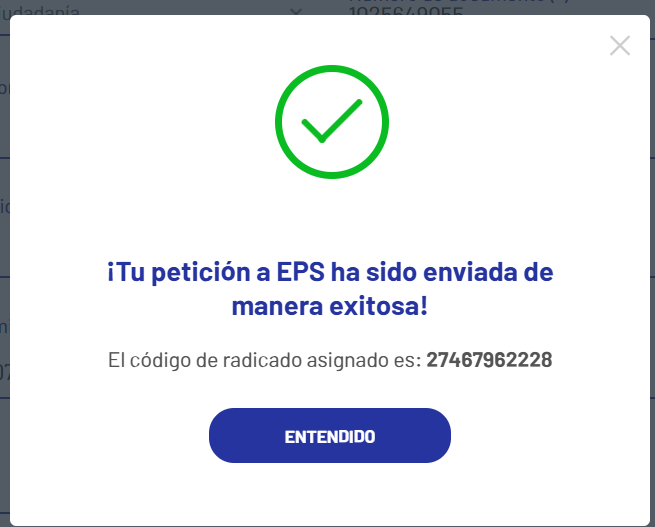 ¡Tu petición a EPS ha sido enviada de
manera exitosa!
El código de radicado asignado es: 27467962228
ENTENDIDO